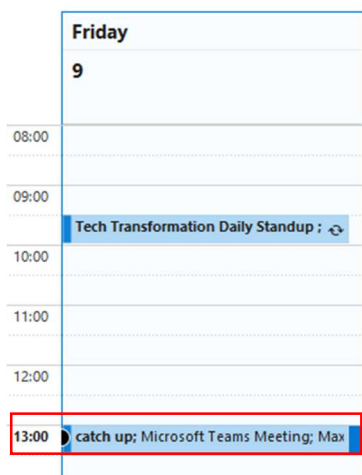 Friday
9
08:00
09:00
Tech Transformation Daily Standup ;
10:00
11:00
12:00
13:00 catch up; Microsoft Teams Meeting; Max